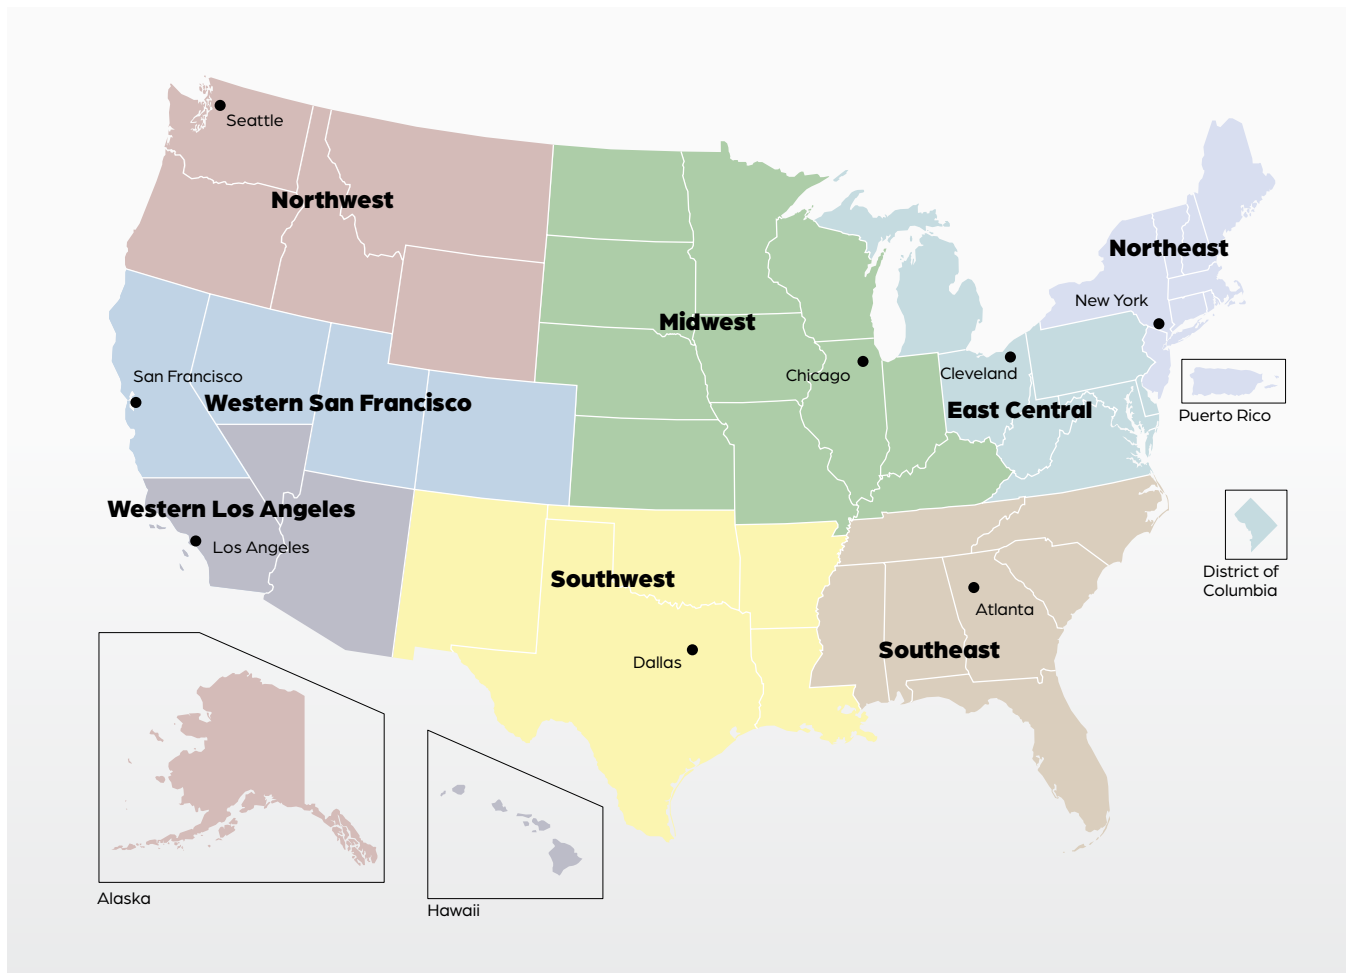 Seattle
Northwest
Northeast
New York
Midwest
San Francisco
Chicago
Cleveland
Western San Francisco
East Central
Puerto Rico
Western Los Angeles
Los Angeles
Southwest
District of
Columbia
Atlanta
Southeast
Dallas
Alaska
Hawaii